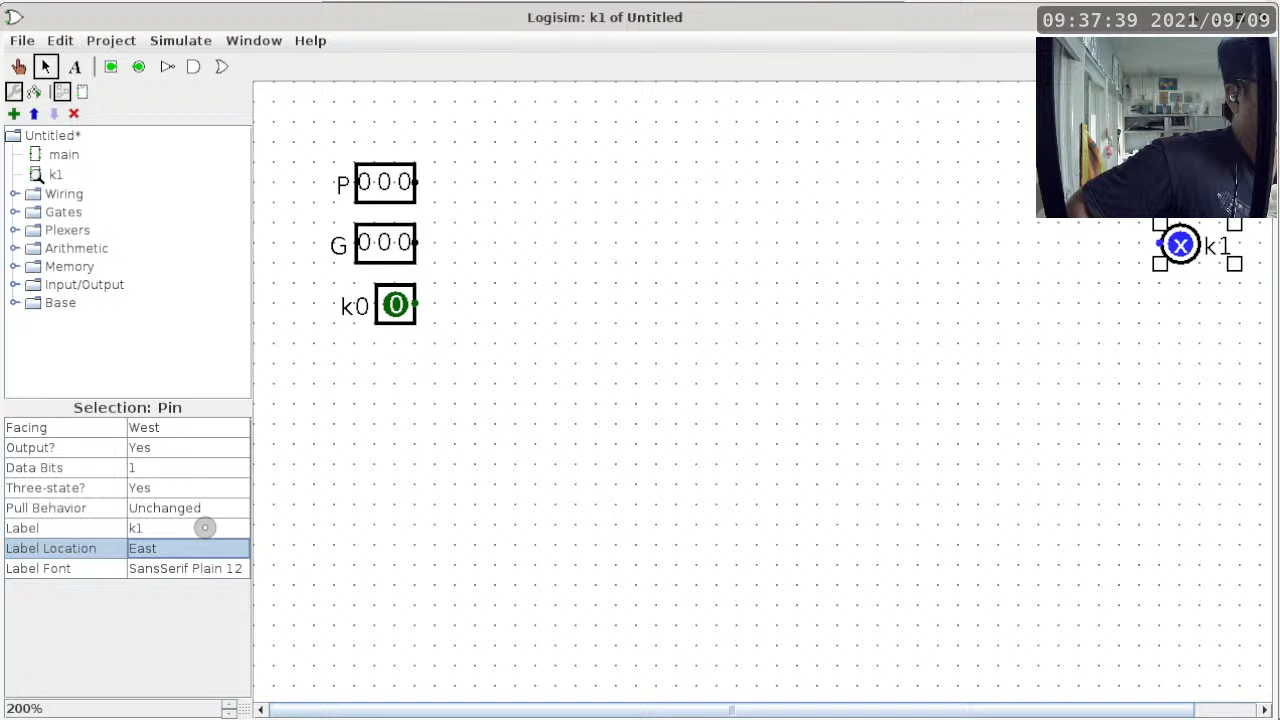 Logisim: k1 of Untitled
09:37:39 2021/09/09
File Edit Project Simulate Window Help
A
Untitled*
main
k1
Wiring
Gates
Plexers
Arithmetic
Memory
Input/Output
Base
P 000
G 000
k0 0
x k1
Selection: Pin
Facing West
Output? Yes
Data Bits 1
Three-state? Yes
Pull Behavior Unchanged
Label k1
Label Location East
Label Font SansSerif Plain 12
200%